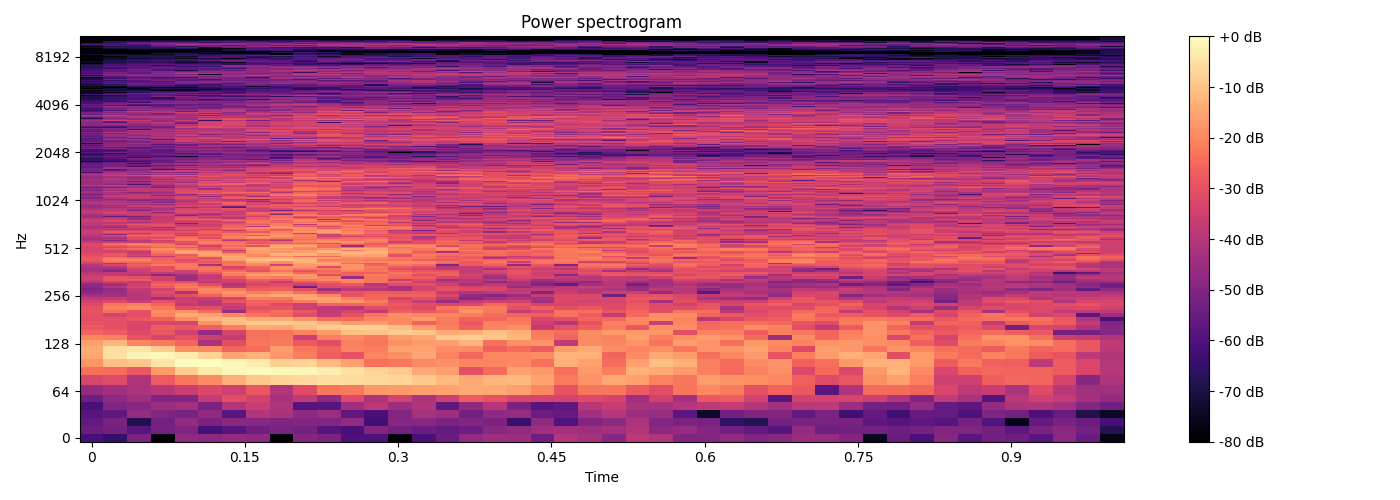 Power spectrogram
Hz
8192
4096
2048
1024
512
256
128
64
0
0 0.15 0.3 0.45 0.6 0.75 0.9
Time
+0 dB
-10 dB
-20 dB
-30 dB
-40 dB
-50 dB
-60 dB
-70 dB
-80 dB